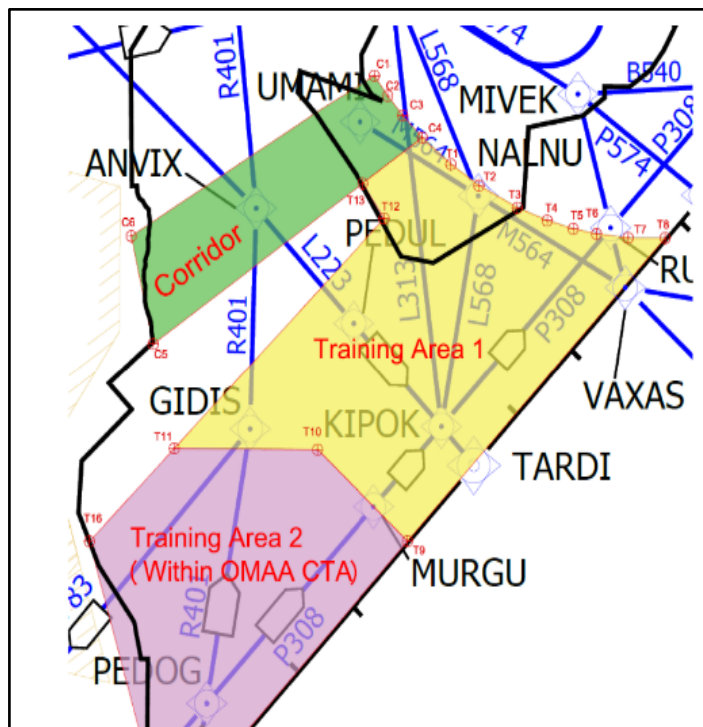 R401
L568
UMAMI
C1
C2
C3
C4
MIVEK
B540
P308
P574
M564
NALNU
ANVIX
T1
T2
T3
T4
T5
T6
T7
T8
T13
T12
PEDUL
C6
Corridor
L223
L313
L568
M564
P308
RU
R401
C5
Training Area 1
VAXAS
GIDIS
KIPOK
T11
T10
TARDI
T16
Training Area 2
( Within OMAA CTA)
T9
MURGU
83
R401
P308
PEDOG